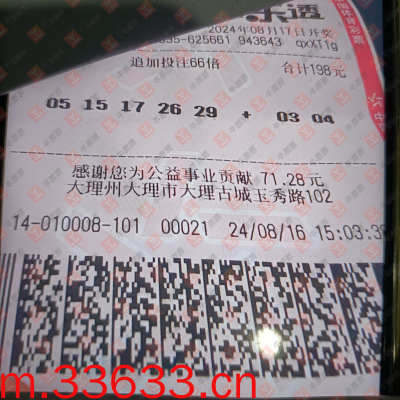 乐透
2024年08月17日开奖
625661 943643 qxXT1g
追加投注66倍 合计198元
05 15 17 26 29 + 03 04
感谢您为公益事业贡献 71.28元
大理州大理市大理古城玉秀路102
14-010008-101 00021 24/08/16 15:03:3
m.33633.cn